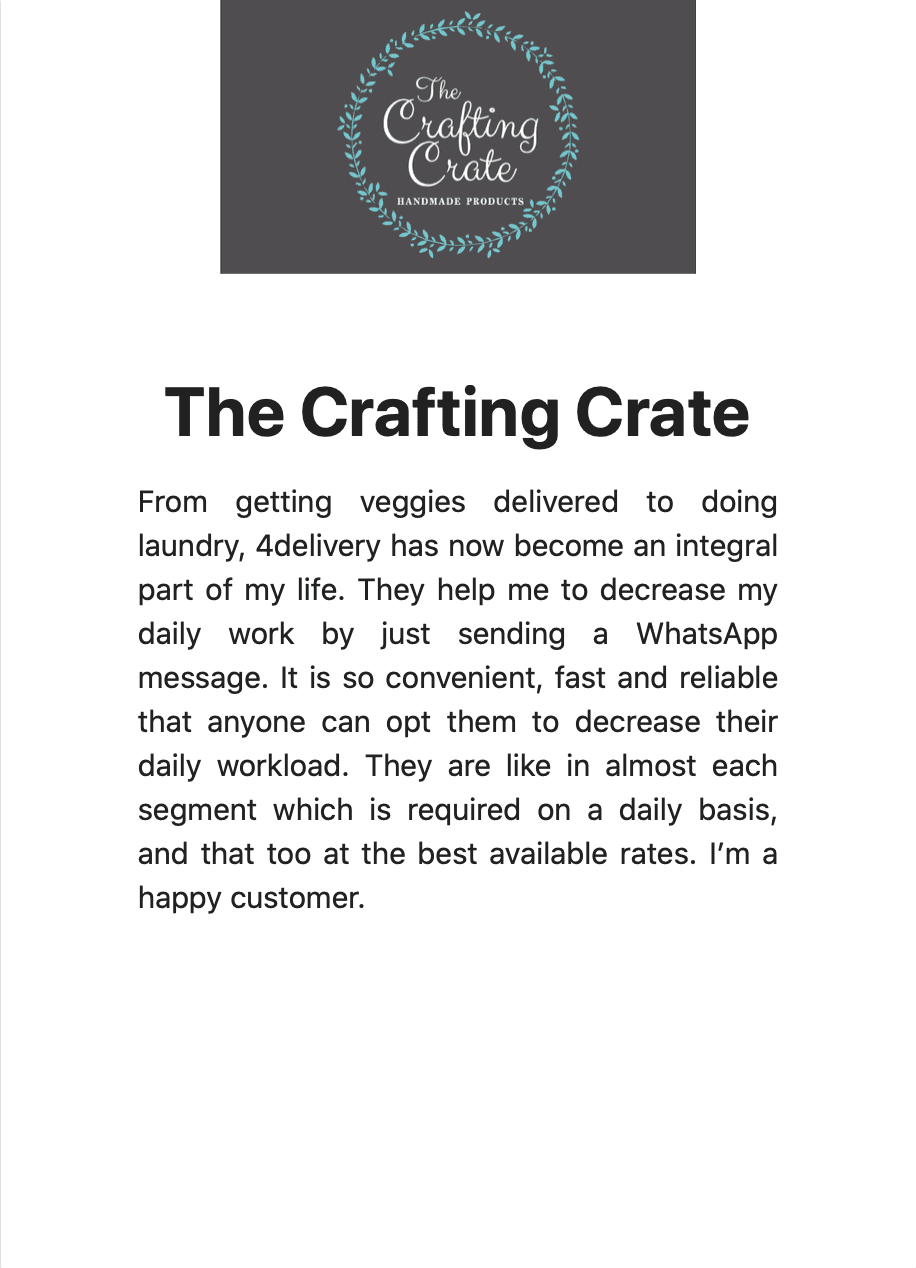 The
Crafting
Crate
HANDMADE PRODUCTS
The Crafting Crate
From getting veggies delivered to doing
laundry, 4delivery has now become an integral
part of my life. They help me to decrease my
daily work by just sending a WhatsApp
message. It is so convenient, fast and reliable
that anyone can opt them to decrease their
daily workload. They are like in almost each
segment which is required on a daily basis,
and that too at the best available rates. I’m a
happy customer.